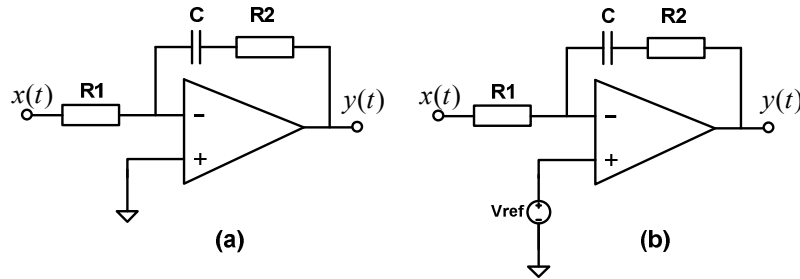 C R2
x(t) R1 - y(t)
+
(a)
C R2
x(t) R1 - y(t)
+
Vref + -
(b)